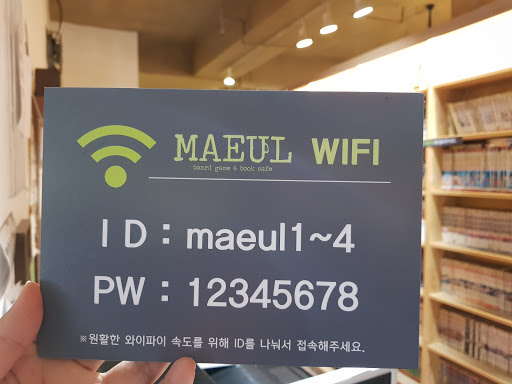 MAEUL WIFI
board game & book cafe
ID : maeul1~4
PW : 12345678
※원활한 와이파이 속도를 위해 ID를 나눠서 접속해주세요.